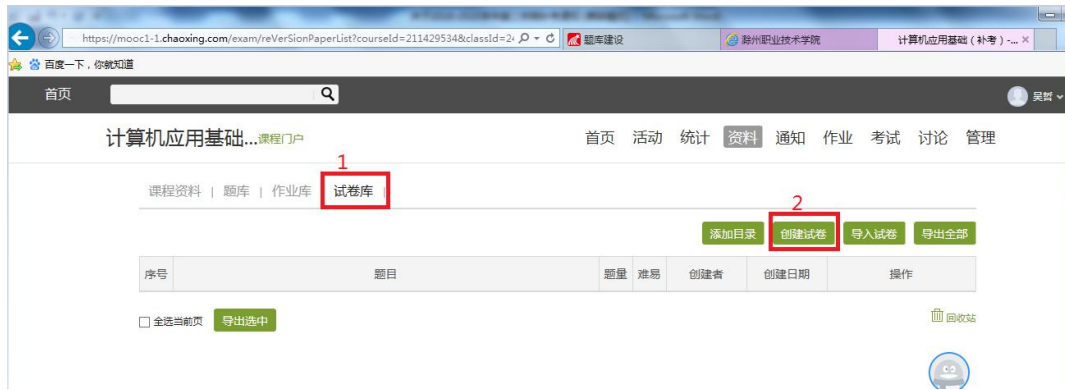 https://mooc1-1.chaoxing.com/exam/reVerSionPaperList?courseId=211429534&classId=24
题库建设
滁州职业技术学院
计算机应用基础（补考）-... ×
百度一下，你就知道
首页
吴哲
计算机应用基础...课程门户
首页 活动 统计 资料 通知 作业 考试 讨论 管理
1
课程资料 | 题库 | 作业库 试卷库 |
2
添加目录 创建试卷 导入试卷 导出全部
序号 题目 题量 难易 创建者 创建日期 操作
全选当前页 导出选中 回收站